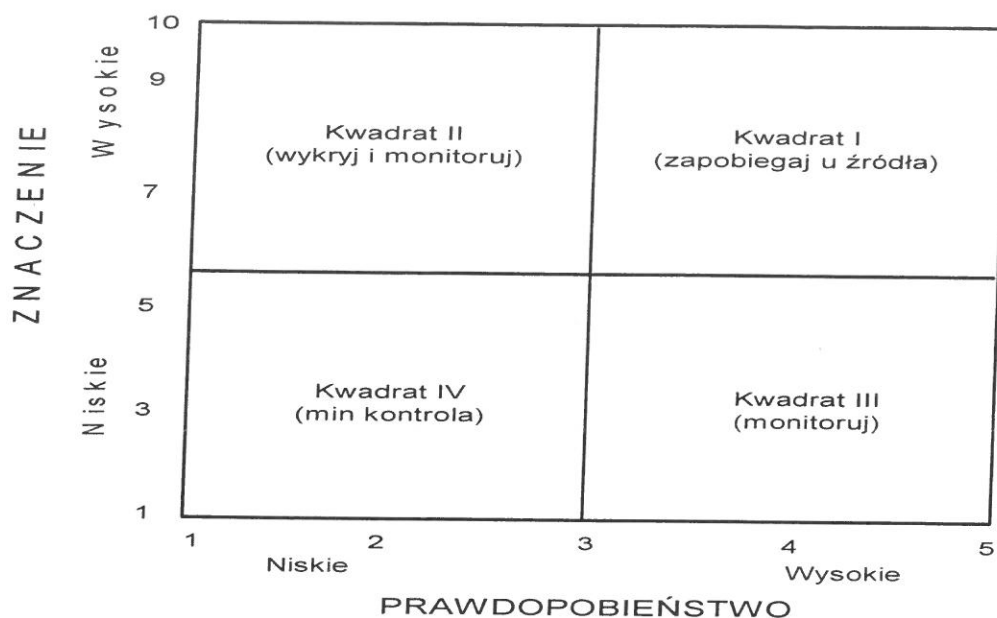 ZNACZENIE
Wysokie
Niskie
10
9
7
5
3
1
Kwadrat II
(wykryj i monitoruj)
Kwadrat I
(zapobiegaj u źródła)
Kwadrat IV
(min kontrola)
Kwadrat III
(monitoruj)
1
2
3
4
5
Niskie
Wysokie
PRAWDOPOBIEŃSTWO